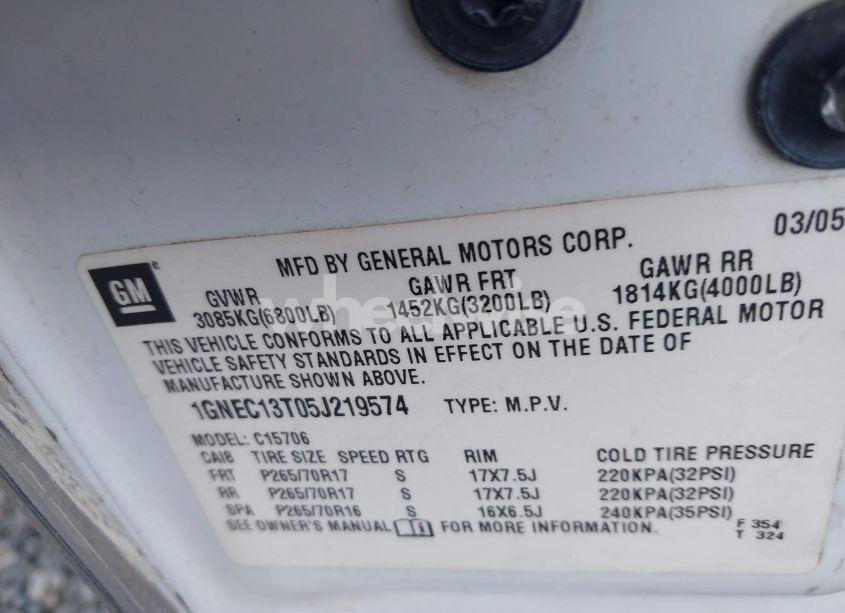 03/05
MFD BY GENERAL MOTORS CORP.
GM
GVWR GAWR FRT GAWR RR
3085KG(6800LB) 1452KG(3200LB) 1814KG(4000LB)
THIS VEHICLE CONFORMS TO ALL APPLICABLE U.S. FEDERAL MOTOR
VEHICLE SAFETY STANDARDS IN EFFECT ON THE DATE OF
MANUFACTURE SHOWN ABOVE.
1GNEC13T05J219574 TYPE: M.P.V.
MODEL: C15706
CAIB TIRE SIZE SPEED RTG RIM COLD TIRE PRESSURE
FRT P265/70R17 S 17X7.5J 220KPA(32PSI)
RR P265/70R17 S 17X7.5J 220KPA(32PSI)
SPA P265/70R16 S 16X6.5J 240KPA(35PSI)
SEE OWNER'S MANUAL FOR MORE INFORMATION.
F 354
T 324